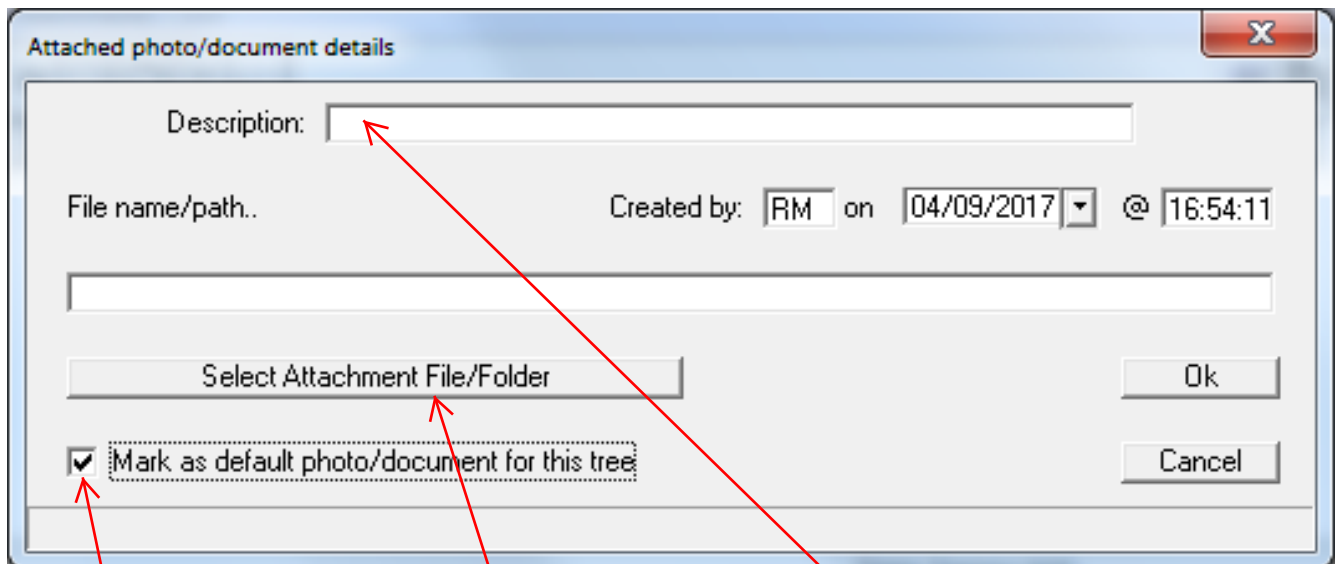 Attached photo/document details
Description:
File name/path.. Created by: RM on 04/09/2017 @ 16:54:11
Select Attachment File/Folder Ok
Mark as default photo/document for this tree Cancel